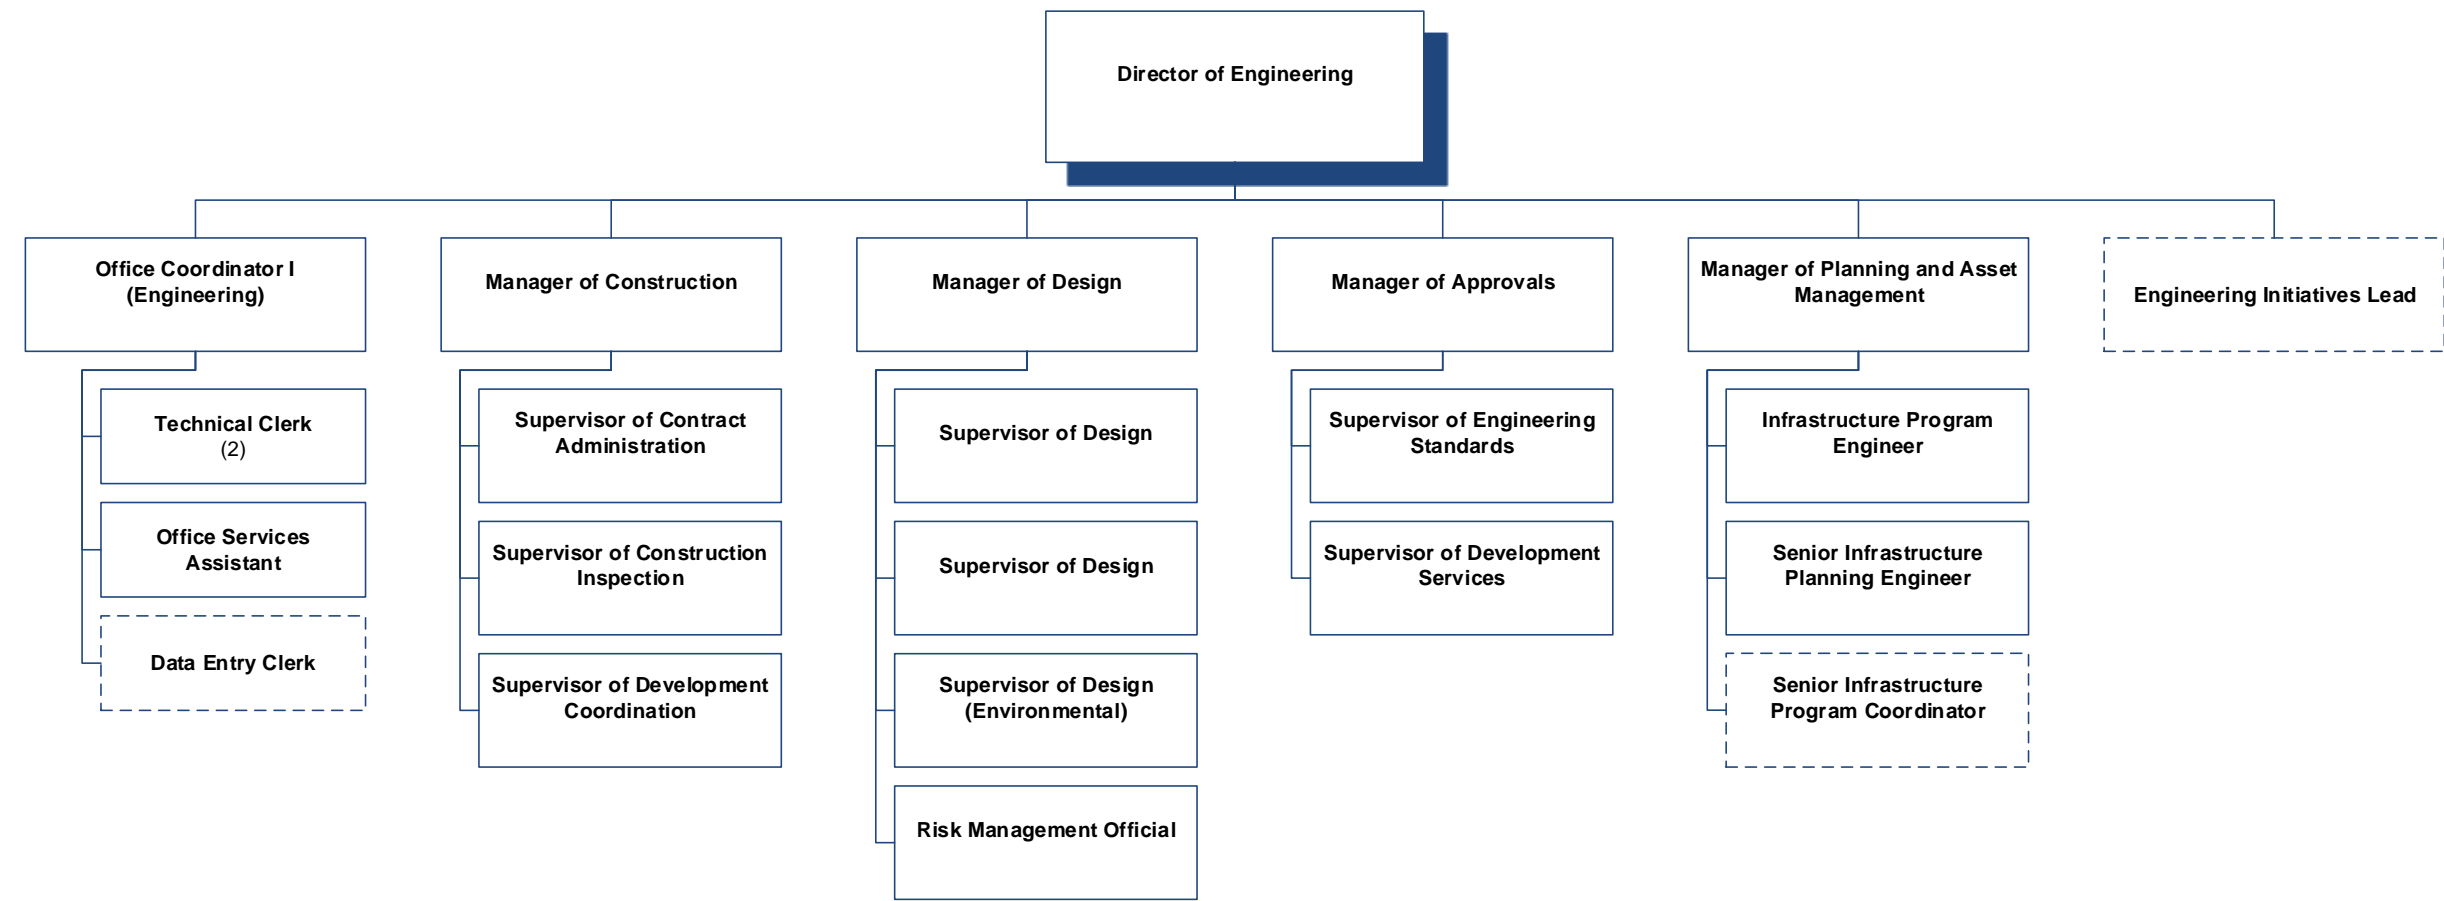 Director of Engineering
Office Coordinator I
(Engineering)
Manager of Construction
Manager of Design
Manager of Approvals
Manager of Planning and Asset
Management
Engineering Initiatives Lead
Technical Clerk
(2)
Office Services
Assistant
Data Entry Clerk
Supervisor of Contract
Administration
Supervisor of Construction
Inspection
Supervisor of Development
Coordination
Supervisor of Design
Supervisor of Design
Supervisor of Design
(Environmental)
Risk Management Official
Supervisor of Engineering
Standards
Supervisor of Development
Services
Infrastructure Program
Engineer
Senior Infrastructure
Planning Engineer
Senior Infrastructure
Program Coordinator